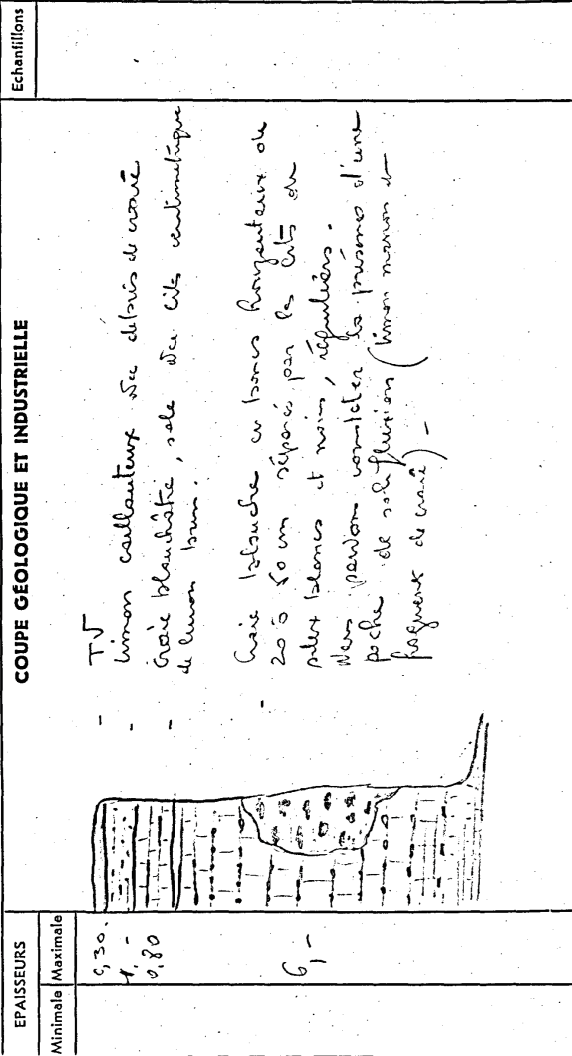 COUPE GÉOLOGIQUE ET INDUSTRIELLE
EPAISSEURS
Echantillons
Minimale Maximale
0,30. - TV
- Limon caillouteux débris de craie
0,80 - Craie blanchâtre, sole lits centimétriques
de limon brun.
6,- - Craie blanche en bancs horizontaux de
20 à 50 cm séparés par des lits de
silex blancs et noirs, réguliers.
Nous pouvons constater la présence d'une
poche de solifluxion (limon marron et
fragments de craie) -